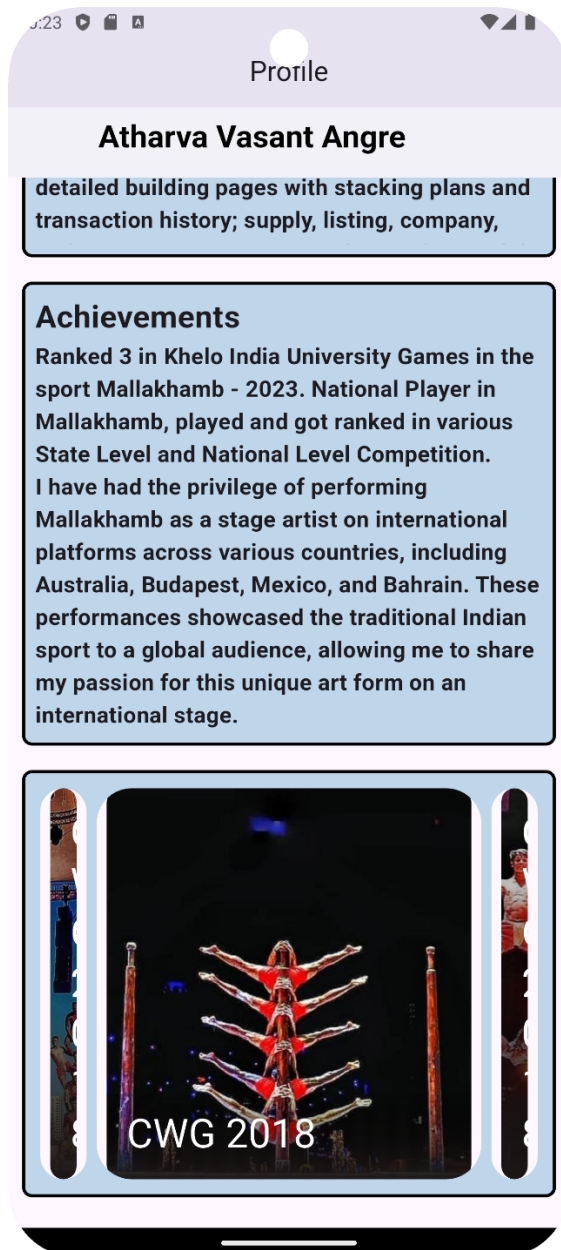 :23
Profile
Atharva Vasant Angre
detailed building pages with stacking plans and
transaction history; supply, listing, company,
Achievements
Ranked 3 in Khelo India University Games in the
sport Mallakhamb - 2023. National Player in
Mallakhamb, played and got ranked in various
State Level and National Level Competition.
I have had the privilege of performing
Mallakhamb as a stage artist on international
platforms across various countries, including
Australia, Budapest, Mexico, and Bahrain. These
performances showcased the traditional Indian
sport to a global audience, allowing me to share
my passion for this unique art form on an
international stage.
CWG 2018